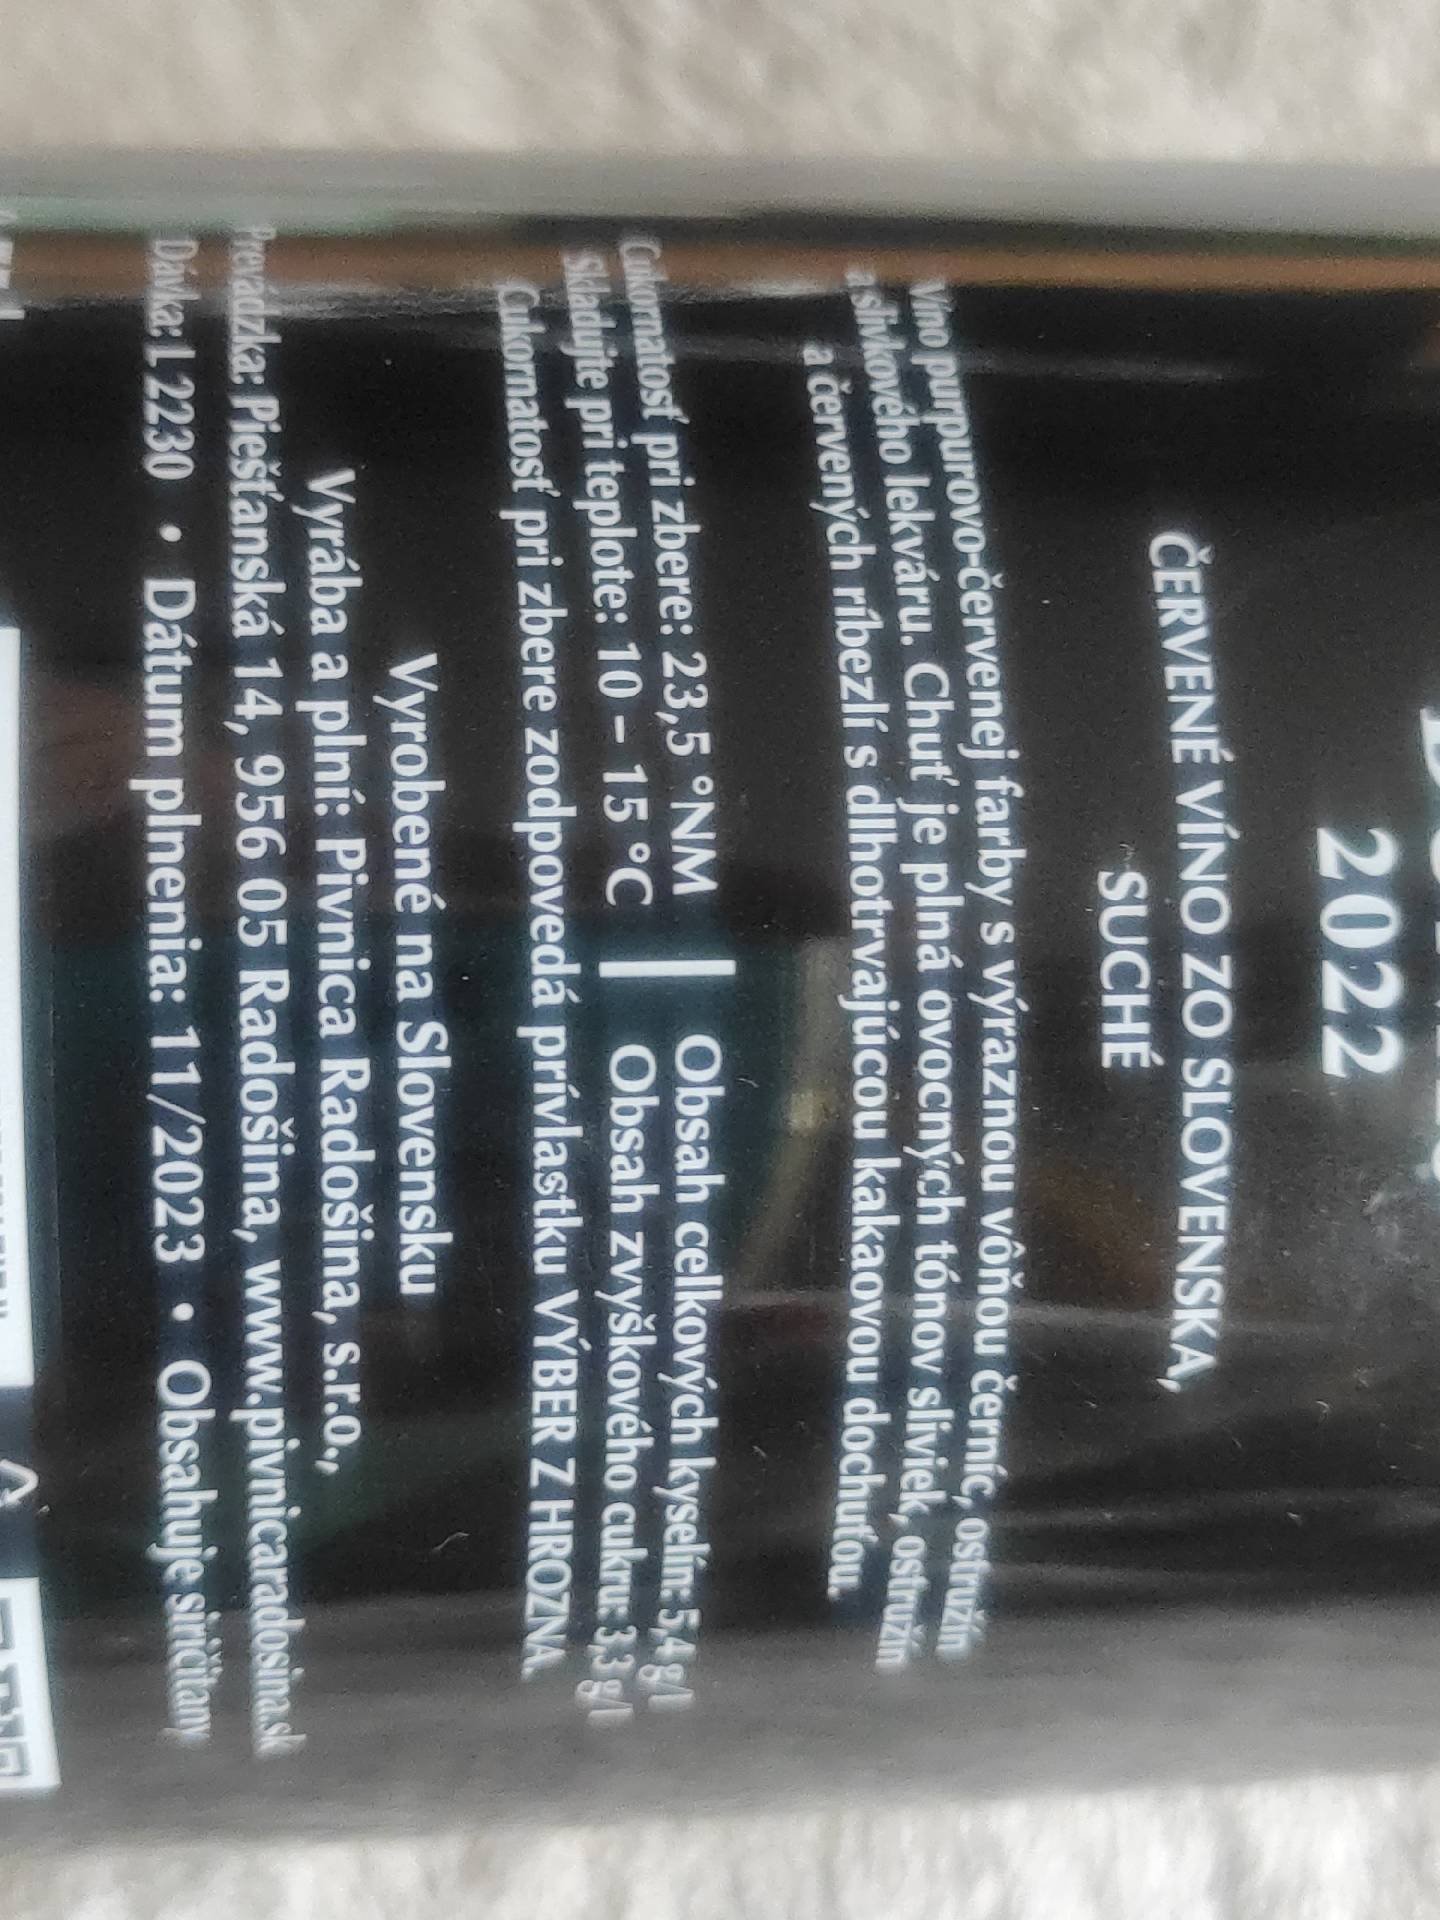 2022
ČERVENÉ VÍNO ZO SLOVENSKA,
SUCHÉ
Víno purpurovo-červenej farby s výraznou vôňou černíc, ostružín
a slivkového lekváru. Chuť je plná ovocných tónov sliviek, ostružín
a červených ríbezlí s dlhotrvajúcou kakaovou dochuťou.
Cukornatosť pri zbere: 23,5 °NM | Obsah celkových kyselín: 5,4 g/l
Skladujte pri teplote: 10 – 15 °C | Obsah zvyškového cukru: 3,3 g/l
Cukornatosť pri zbere zodpovedá prívlastku VÝBER Z HROZNA.
Vyrobené na Slovensku
Vyrába a plní: Pivnica Radošina, s.r.o.,
Prevádzka: Piešťanská 14, 956 05 Radošina, www.pivnicaradosina.sk
Dávka: L 2230 • Dátum plnenia: 11/2023 • Obsahuje siričitany